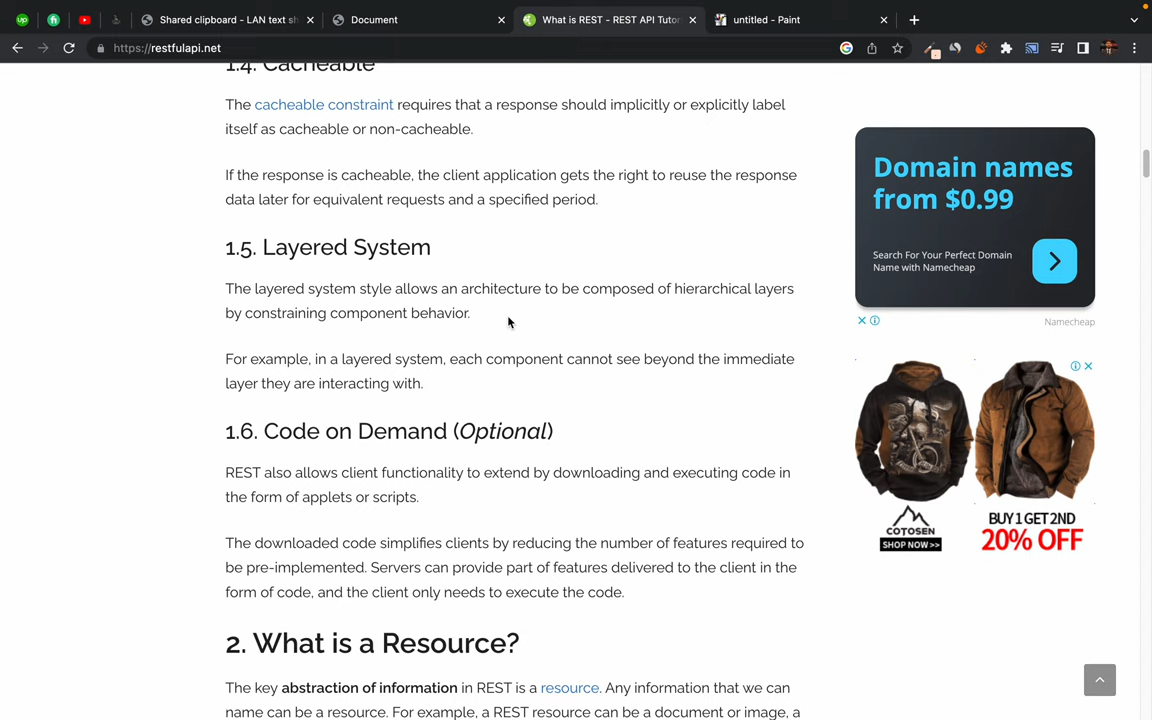 Shared clipboard - LAN text sh
Document
What is REST - REST API Tutor
untitled - Paint
https://restfulapi.net
1.4. Cacheable
The cacheable constraint requires that a response should implicitly or explicitly label
itself as cacheable or non-cacheable.
If the response is cacheable, the client application gets the right to reuse the response
data later for equivalent requests and a specified period.
1.5. Layered System
The layered system style allows an architecture to be composed of hierarchical layers
by constraining component behavior.
For example, in a layered system, each component cannot see beyond the immediate
layer they are interacting with.
1.6. Code on Demand (Optional)
REST also allows client functionality to extend by downloading and executing code in
the form of applets or scripts.
The downloaded code simplifies clients by reducing the number of features required to
be pre-implemented. Servers can provide part of features delivered to the client in the
form of code, and the client only needs to execute the code.
2. What is a Resource?
The key abstraction of information in REST is a resource. Any information that we can
name can be a resource. For example, a REST resource can be a document or image, a
Domain names
from $0.99
Search For Your Perfect Domain
Name with Namecheap
Namecheap
COTOSEN
SHOP NOW >>
BUY 1 GET 2ND
20% OFF